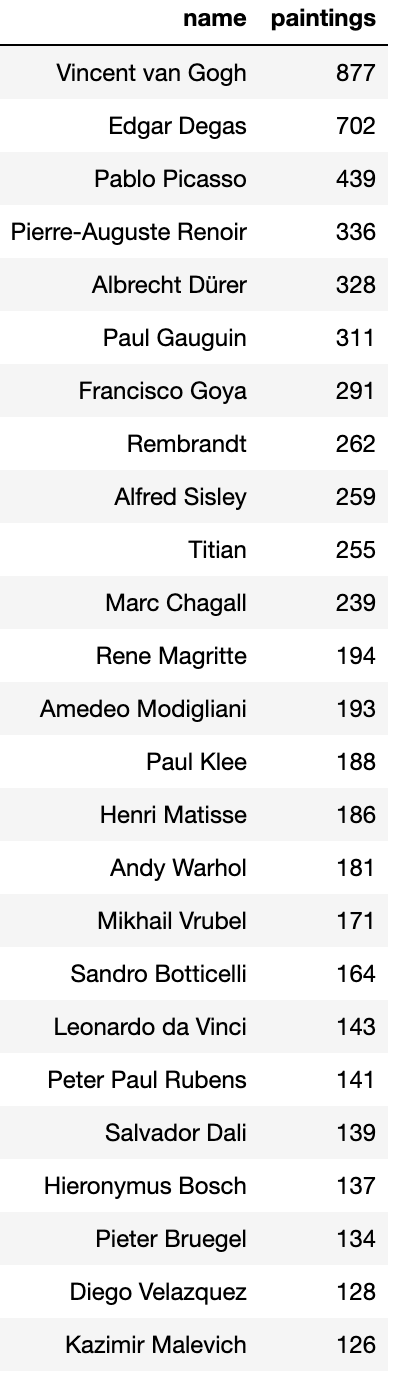 name paintings
Vincent van Gogh 877
Edgar Degas 702
Pablo Picasso 439
Pierre-Auguste Renoir 336
Albrecht Dürer 328
Paul Gauguin 311
Francisco Goya 291
Rembrandt 262
Alfred Sisley 259
Titian 255
Marc Chagall 239
Rene Magritte 194
Amedeo Modigliani 193
Paul Klee 188
Henri Matisse 186
Andy Warhol 181
Mikhail Vrubel 171
Sandro Botticelli 164
Leonardo da Vinci 143
Peter Paul Rubens 141
Salvador Dali 139
Hieronymus Bosch 137
Pieter Bruegel 134
Diego Velazquez 128
Kazimir Malevich 126